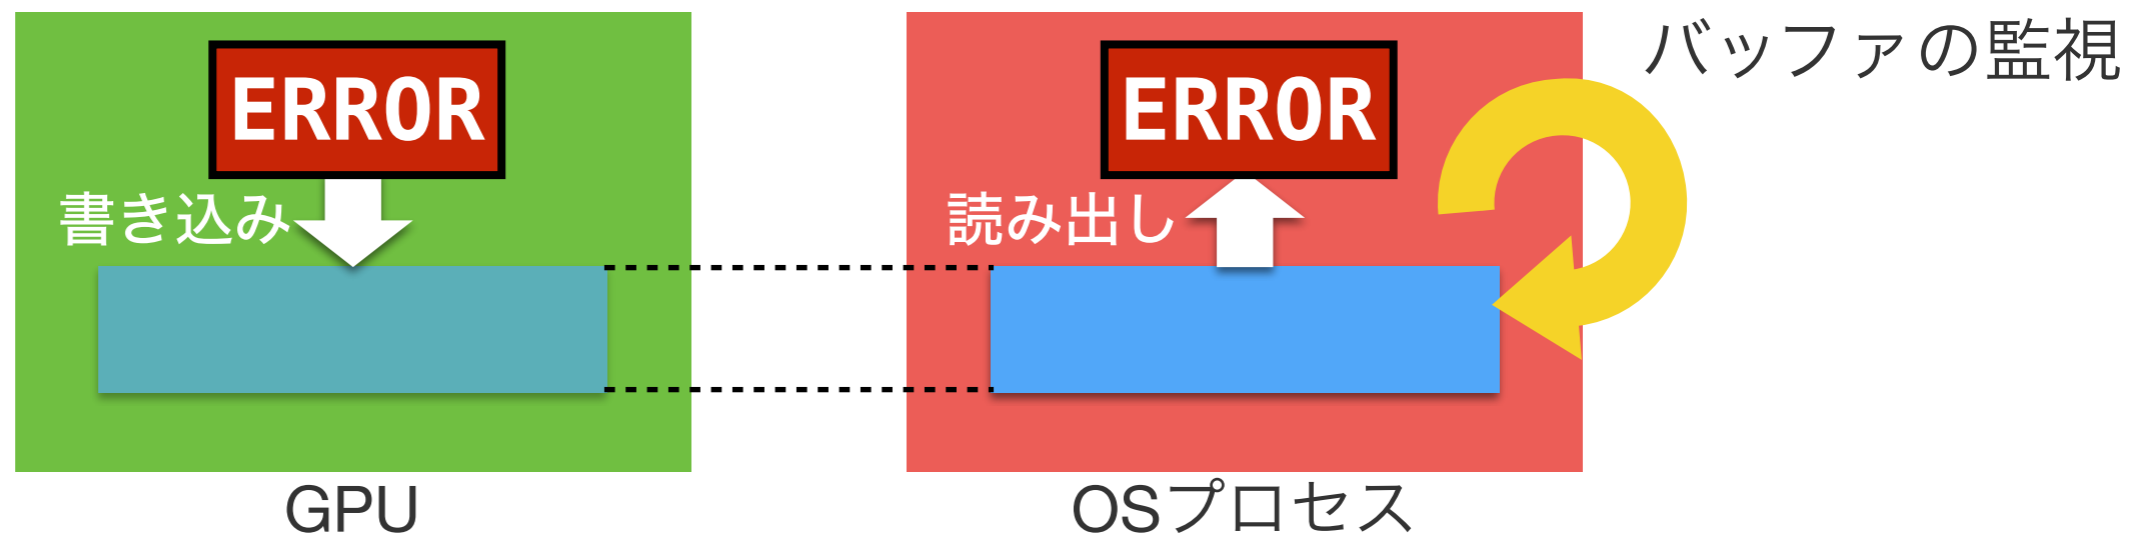 バッファの監視
ERROR
書き込み
GPU
ERROR
読み出し
OSプロセス